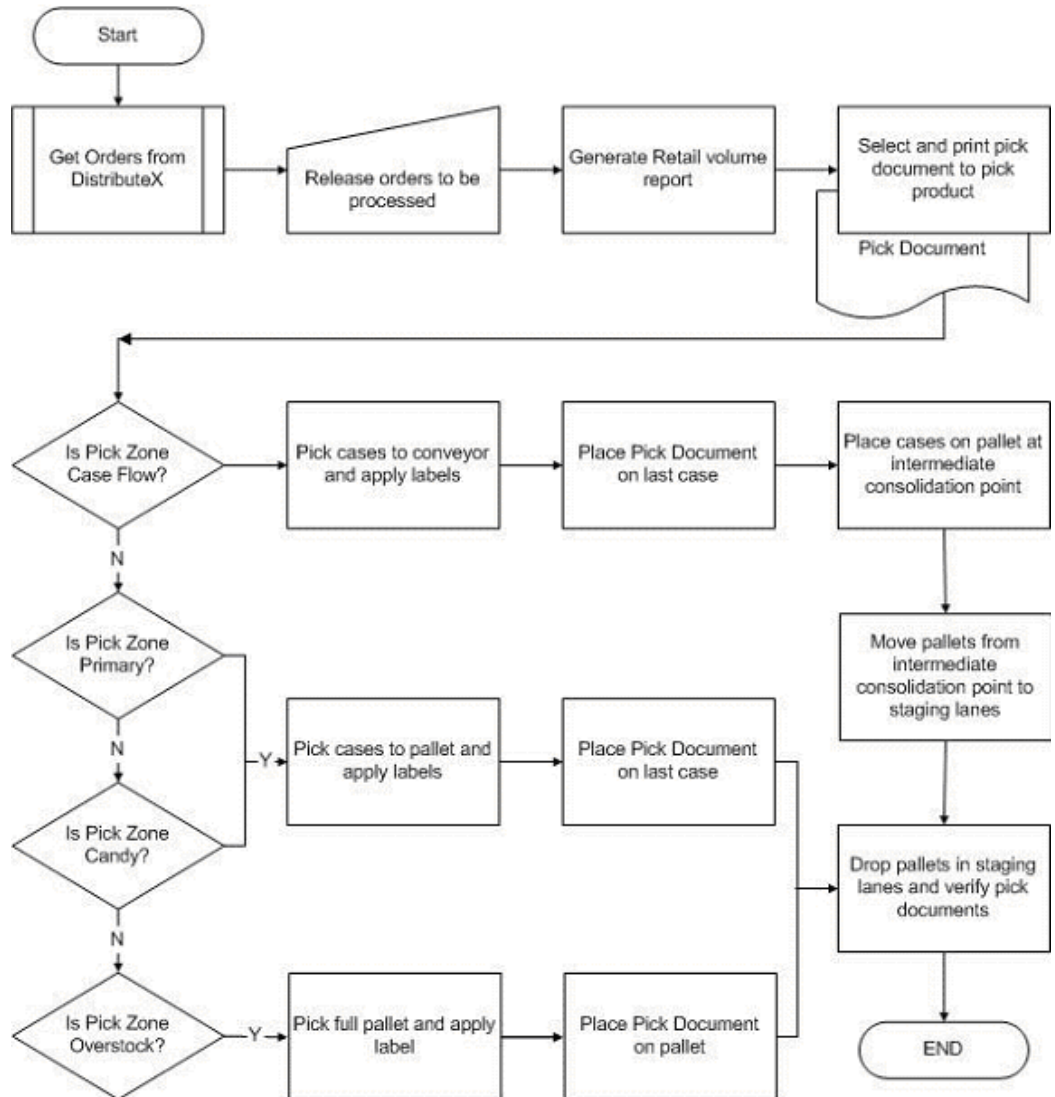 Start
Get Orders from
DistributeX
Release orders to be
processed
Generate Retail volume
report
Select and print pick
document to pick
product
Pick Document
Is Pick Zone
Case Flow?
Pick cases to conveyor
and apply labels
Place Pick Document
on last case
Place cases on pallet at
intermediate
consolidation point
N
Is Pick Zone
Primary?
Move pallets from
intermediate
consolidation point to
staging lanes
N
Y
Pick cases to pallet and
apply labels
Place Pick Document
on last case
Is Pick Zone
Candy?
Drop pallets in staging
lanes and verify pick
documents
N
Is Pick Zone
Overstock?
Y
Pick full pallet and apply
label
Place Pick Document
on pallet
END